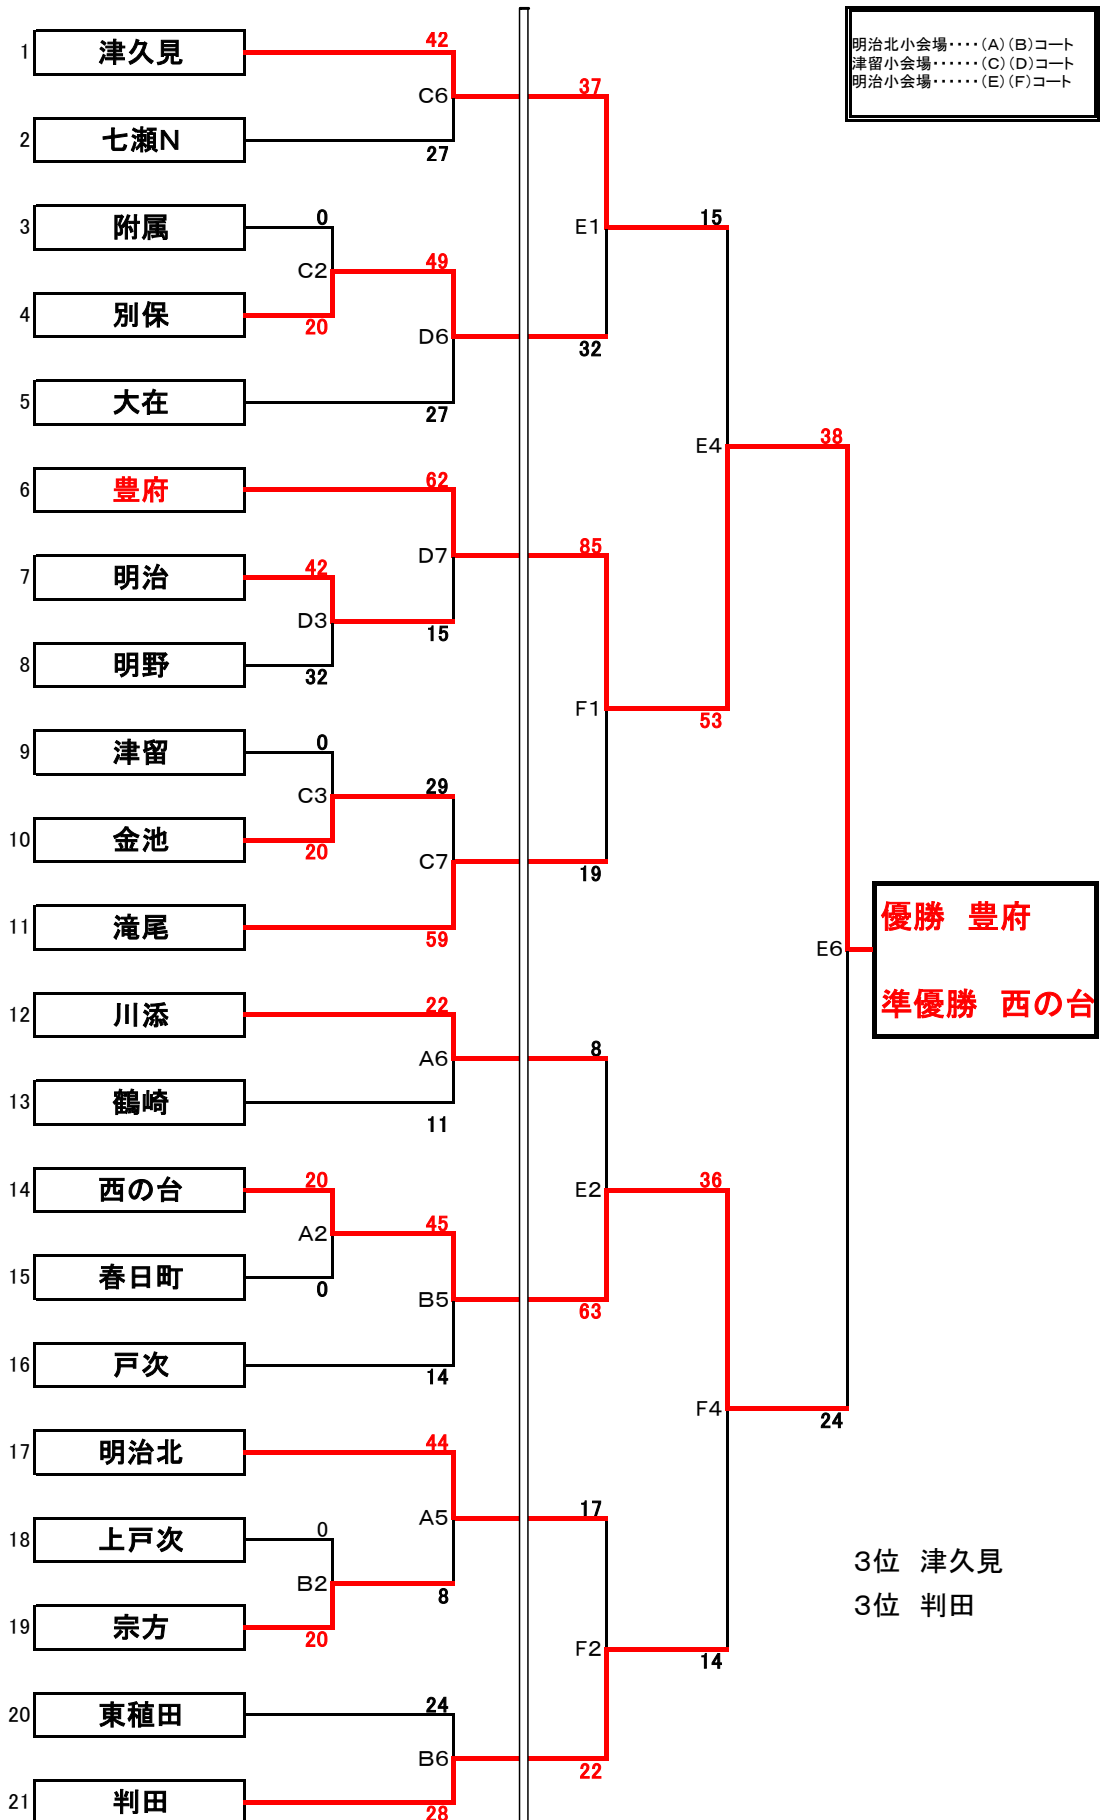 明治北小会場････(A)(B)コート
津留小会場･･････(C)(D)コート
明治小会場･･････(E)(F)コート
1 津久見 42
C6 37
2 七瀬N 27
3 附属 0
E1 15
C2 49
4 別保 20
D6 32
5 大在 27
E4 38
6 豊府 62
D7 85
7 明治 42
D3 15
8 明野 32
F1 53
9 津留 0
C3 29
10 金池 20
C7 19
11 滝尾 59
優勝 豊府
E6
準優勝 西の台
12 川添 22
A6 8
13 鶴崎 11
14 西の台 20
E2 36
A2 45
15 春日町 0
B5 63
16 戸次 14
F4 24
17 明治北 44
A5 17
18 上戸次 0
3位 津久見
B2 8
3位 判田
19 宗方 20
F2 14
20 東稙田 24
B6 22
21 判田 28